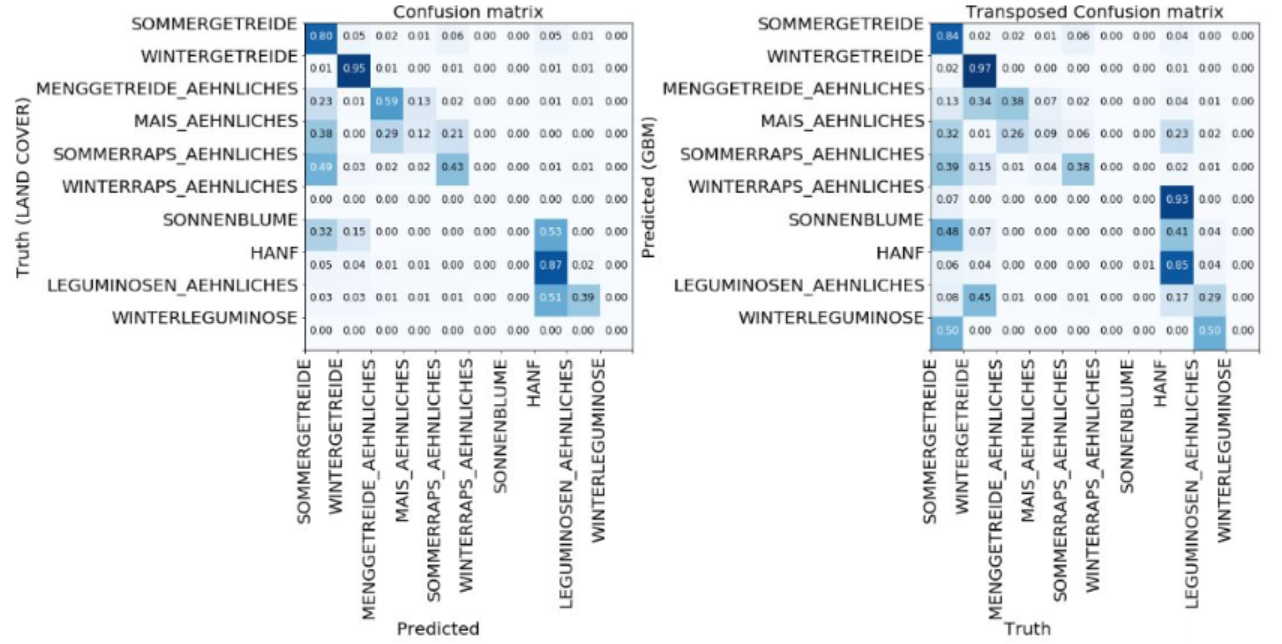 Confusion matrix
Truth (LAND COVER)
SOMMERGETREIDE
WINTERGETREIDE
MENGGETREIDE_AEHNLICHES
MAIS_AEHNLICHES
SOMMERRAPS_AEHNLICHES
WINTERRAPS_AEHNLICHES
SONNENBLUME
HANF
LEGUMINOSEN_AEHNLICHES
WINTERLEGUMINOSE
0.80 0.05 0.02 0.01 0.06 0.00 0.00 0.05 0.01 0.00
0.01 0.95 0.01 0.00 0.01 0.00 0.00 0.01 0.01 0.00
0.23 0.01 0.59 0.13 0.02 0.00 0.00 0.01 0.01 0.00
0.38 0.00 0.29 0.12 0.21 0.00 0.00 0.00 0.00 0.00
0.49 0.03 0.02 0.02 0.43 0.00 0.00 0.01 0.00 0.00
0.00 0.00 0.00 0.00 0.00 0.00 0.00 0.00 0.00 0.00
0.32 0.15 0.00 0.00 0.00 0.00 0.00 0.53 0.00 0.00
0.05 0.04 0.01 0.00 0.01 0.00 0.00 0.87 0.02 0.00
0.03 0.03 0.01 0.01 0.01 0.00 0.00 0.51 0.39 0.00
0.00 0.00 0.00 0.00 0.00 0.00 0.00 0.00 0.00 0.00
SOMMERGETREIDE
WINTERGETREIDE
MENGGETREIDE_AEHNLICHES
MAIS_AEHNLICHES
SOMMERRAPS_AEHNLICHES
WINTERRAPS_AEHNLICHES
SONNENBLUME
HANF
LEGUMINOSEN_AEHNLICHES
WINTERLEGUMINOSE
Predicted
Transposed Confusion matrix
Predicted (GBM)
SOMMERGETREIDE
WINTERGETREIDE
MENGGETREIDE_AEHNLICHES
MAIS_AEHNLICHES
SOMMERRAPS_AEHNLICHES
WINTERRAPS_AEHNLICHES
SONNENBLUME
HANF
LEGUMINOSEN_AEHNLICHES
WINTERLEGUMINOSE
0.84 0.02 0.02 0.01 0.06 0.00 0.00 0.04 0.00 0.00
0.02 0.97 0.00 0.00 0.00 0.00 0.00 0.00 0.00 0.00
0.13 0.34 0.38 0.07 0.02 0.00 0.00 0.04 0.01 0.00
0.32 0.01 0.26 0.09 0.06 0.00 0.00 0.23 0.02 0.00
0.39 0.15 0.01 0.04 0.38 0.00 0.00 0.02 0.01 0.00
0.07 0.00 0.00 0.00 0.00 0.00 0.00 0.93 0.00 0.00
0.48 0.07 0.00 0.00 0.00 0.00 0.00 0.41 0.04 0.00
0.06 0.04 0.00 0.00 0.00 0.00 0.01 0.85 0.04 0.00
0.08 0.45 0.01 0.00 0.01 0.00 0.00 0.17 0.29 0.00
0.50 0.00 0.00 0.00 0.00 0.00 0.00 0.00 0.50 0.00
SOMMERGETREIDE
WINTERGETREIDE
MENGGETREIDE_AEHNLICHES
MAIS_AEHNLICHES
SOMMERRAPS_AEHNLICHES
WINTERRAPS_AEHNLICHES
SONNENBLUME
HANF
LEGUMINOSEN_AEHNLICHES
WINTERLEGUMINOSE
Truth